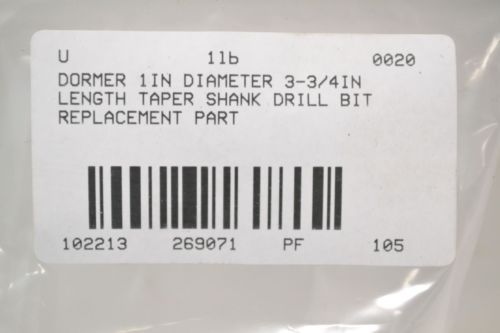 U 1lb 0020
DORMER 1IN DIAMETER 3-3/4IN
LENGTH TAPER SHANK DRILL BIT
REPLACEMENT PART
102213 269071 PF 105